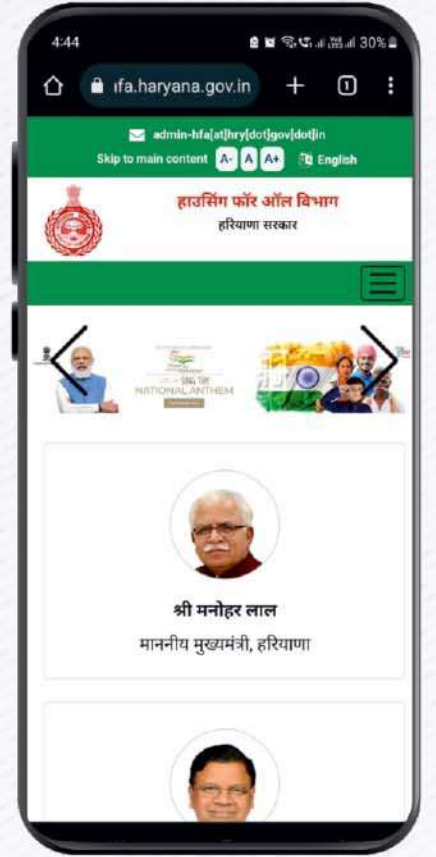 4:44
30%
ifa.haryana.gov.in
1
admin-hfa[at]hry[dot]gov[dot]in
Skip to main content A- A A+ English
हाउसिंग फॉर ऑल विभाग
हरियाणा सरकार
NATIONAL ANTHEM
श्री मनोहर लाल
माननीय मुख्यमंत्री, हरियाणा